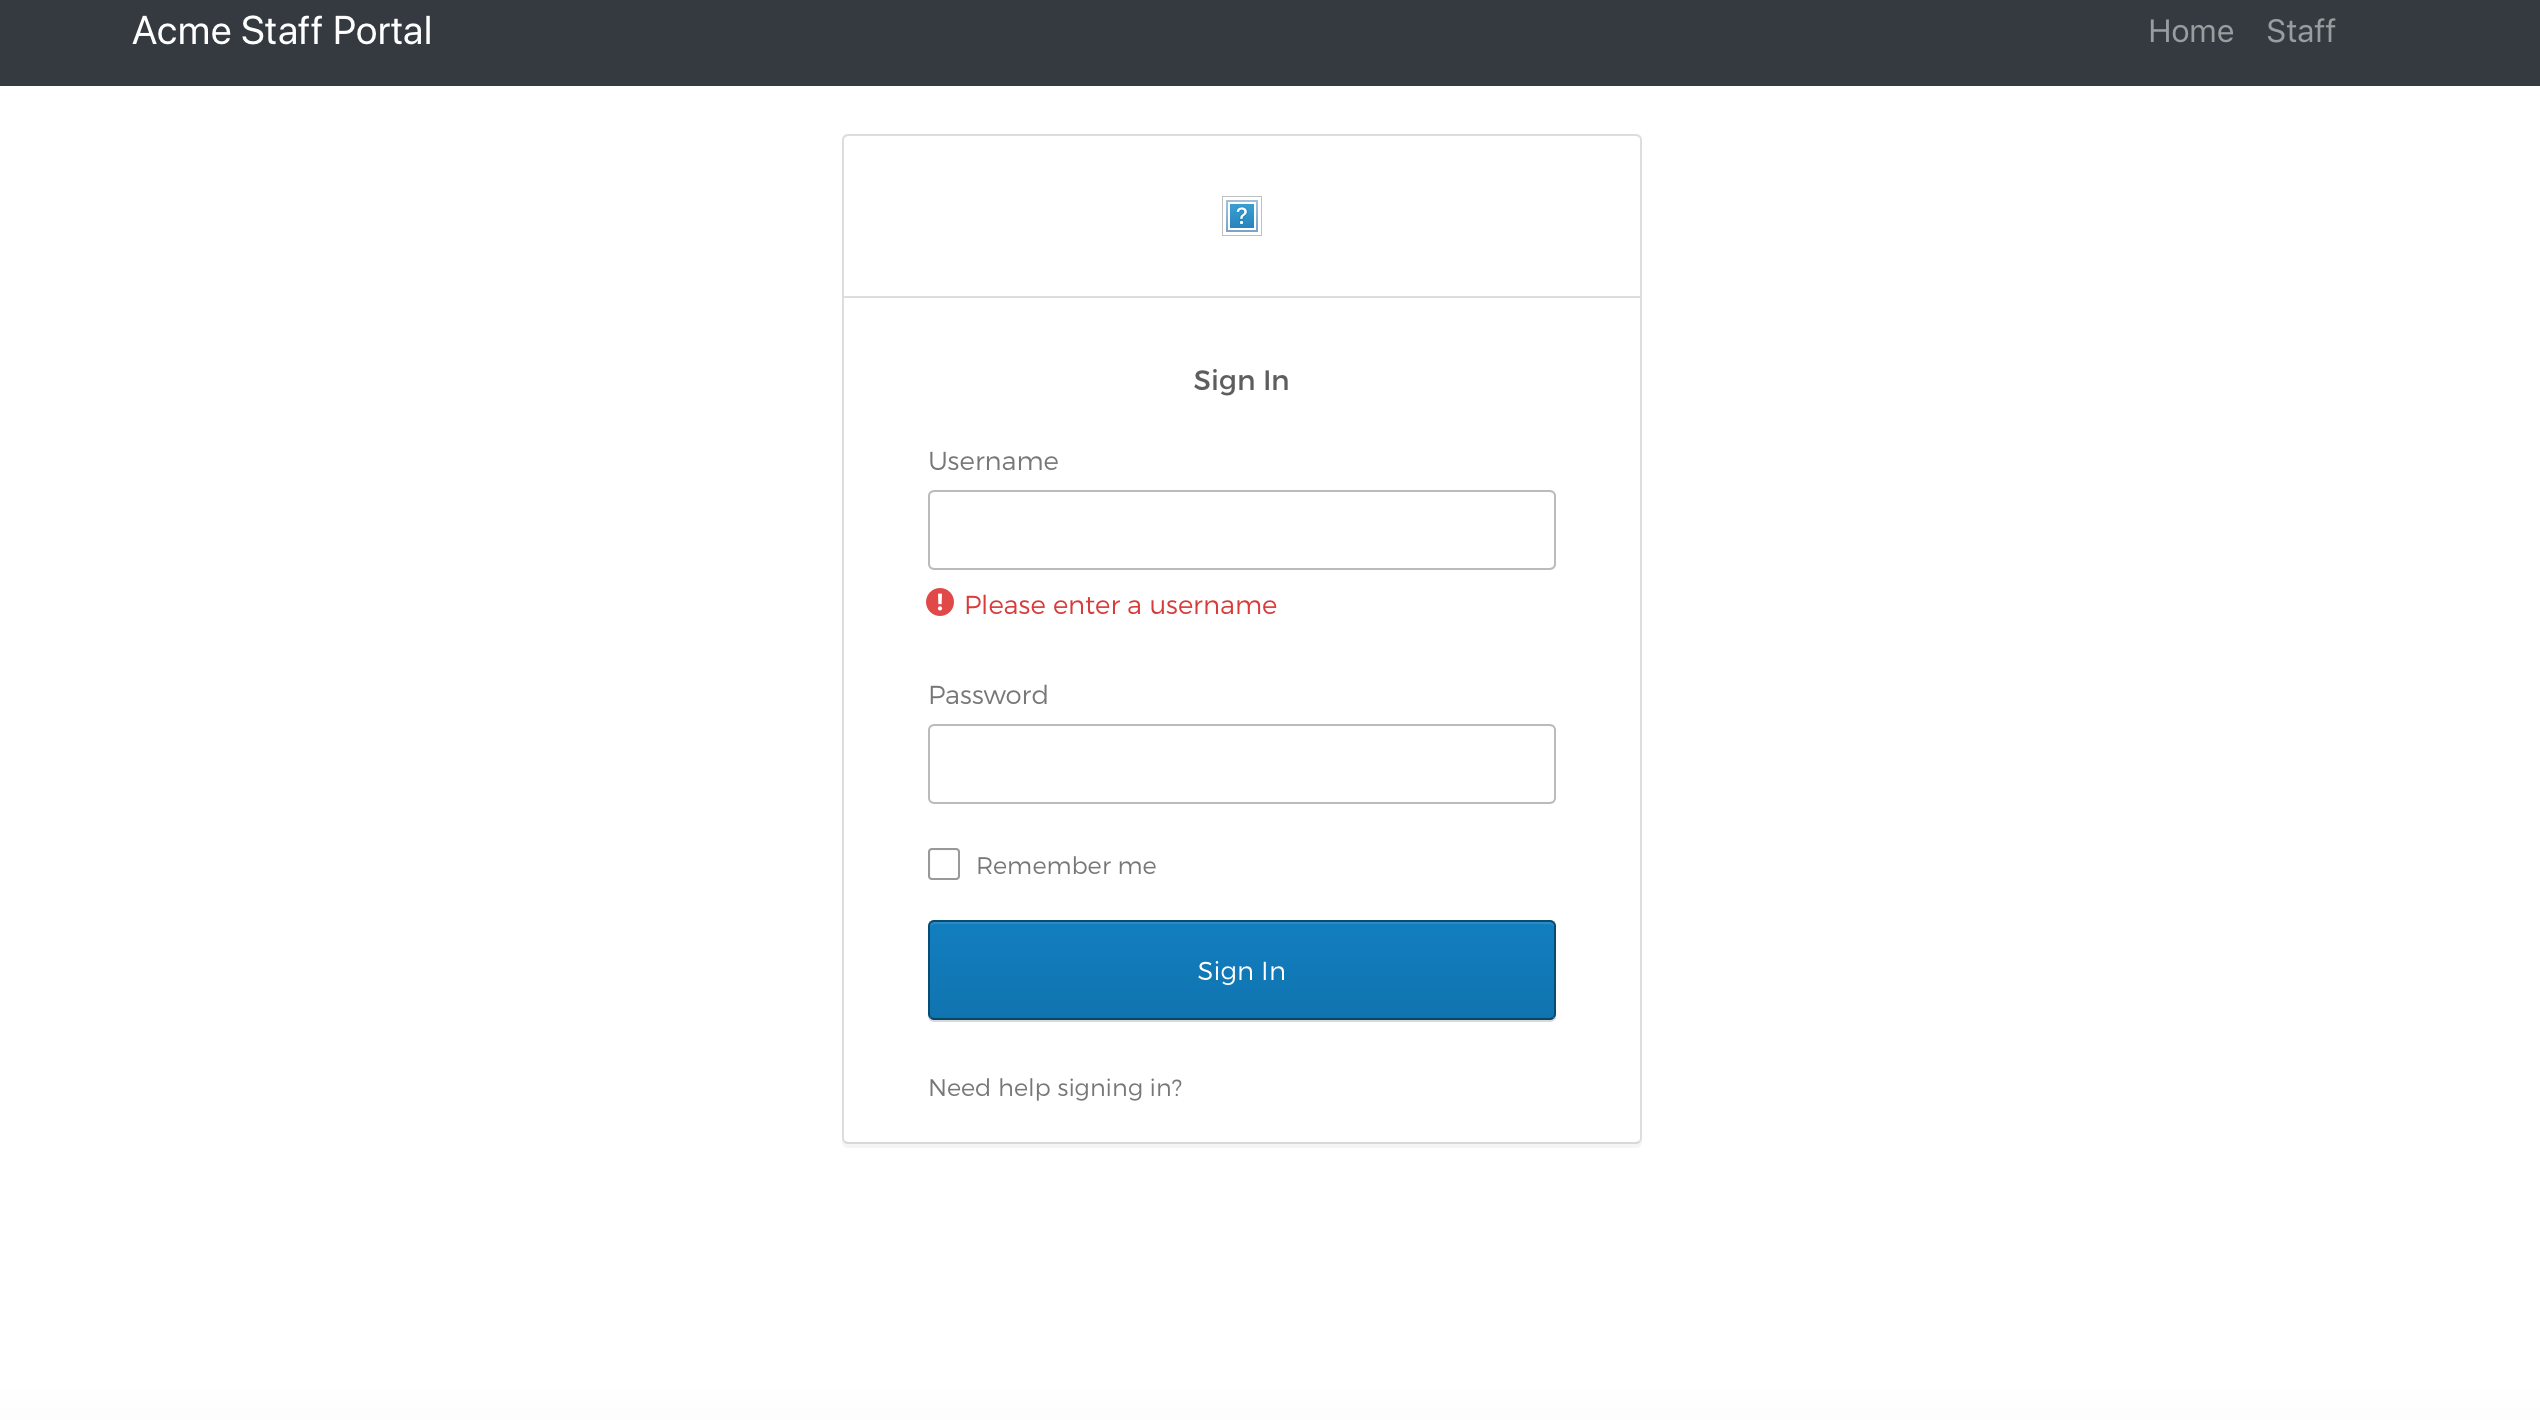 Acme Staff Portal
Home Staff
?
Sign In
Username
Please enter a username
Password
Remember me
Sign In
Need help signing in?